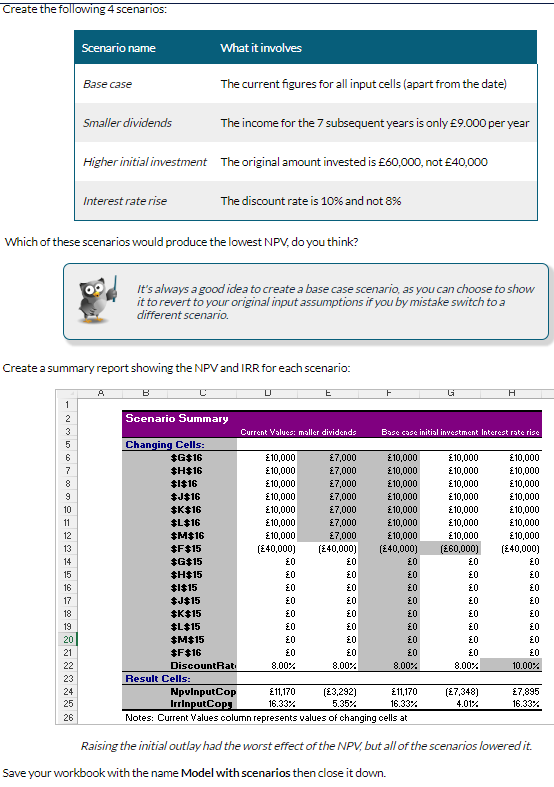 Create the following 4 scenarios:
Scenario name What it involves
Base case The current figures for all input cells (apart from the date)
Smaller dividends The income for the 7 subsequent years is only £9.000 per year
Higher initial investment The original amount invested is £60,000, not £40,000
Interest rate rise The discount rate is 10% and not 8%
Which of these scenarios would produce the lowest NPV, do you think?
It's always a good idea to create a base case scenario, as you can choose to show
it to revert to your original input assumptions if you by mistake switch to a
different scenario.
Create a summary report showing the NPV and IRR for each scenario:
A B C D E F G H
1
2 Scenario Summary
3 Current Values: maller dividends Base case initial investment Interest rate rise
5 Changing Cells:
6 $G$16 £10,000 £7,000 £10,000 £10,000 £10,000
7 $H$16 £10,000 £7,000 £10,000 £10,000 £10,000
8 $I$16 £10,000 £7,000 £10,000 £10,000 £10,000
9 $J$16 £10,000 £7,000 £10,000 £10,000 £10,000
10 $K$16 £10,000 £7,000 £10,000 £10,000 £10,000
11 $L$16 £10,000 £7,000 £10,000 £10,000 £10,000
12 $M$16 £10,000 £7,000 £10,000 £10,000 £10,000
13 $F$15 (£40,000) (£40,000) (£40,000) (£60,000) (£40,000)
14 $G$15 £0 £0 £0 £0 £0
15 $H$15 £0 £0 £0 £0 £0
16 $I$15 £0 £0 £0 £0 £0
17 $J$15 £0 £0 £0 £0 £0
18 $K$15 £0 £0 £0 £0 £0
19 $L$15 £0 £0 £0 £0 £0
20 $M$15 £0 £0 £0 £0 £0
21 $F$16 £0 £0 £0 £0 £0
22 DiscountRat 8.00% 8.00% 8.00% 8.00% 10.00%
23 Result Cells:
24 NpvInputCop £11,170 (£3,292) £11,170 (£7,348) £7,895
25 IrrInputCopy 16.33% 5.35% 16.33% 4.01% 16.33%
26 Notes: Current Values column represents values of changing cells at
Raising the initial outlay had the worst effect of the NPV, but all of the scenarios lowered it.
Save your workbook with the name Model with scenarios then close it down.